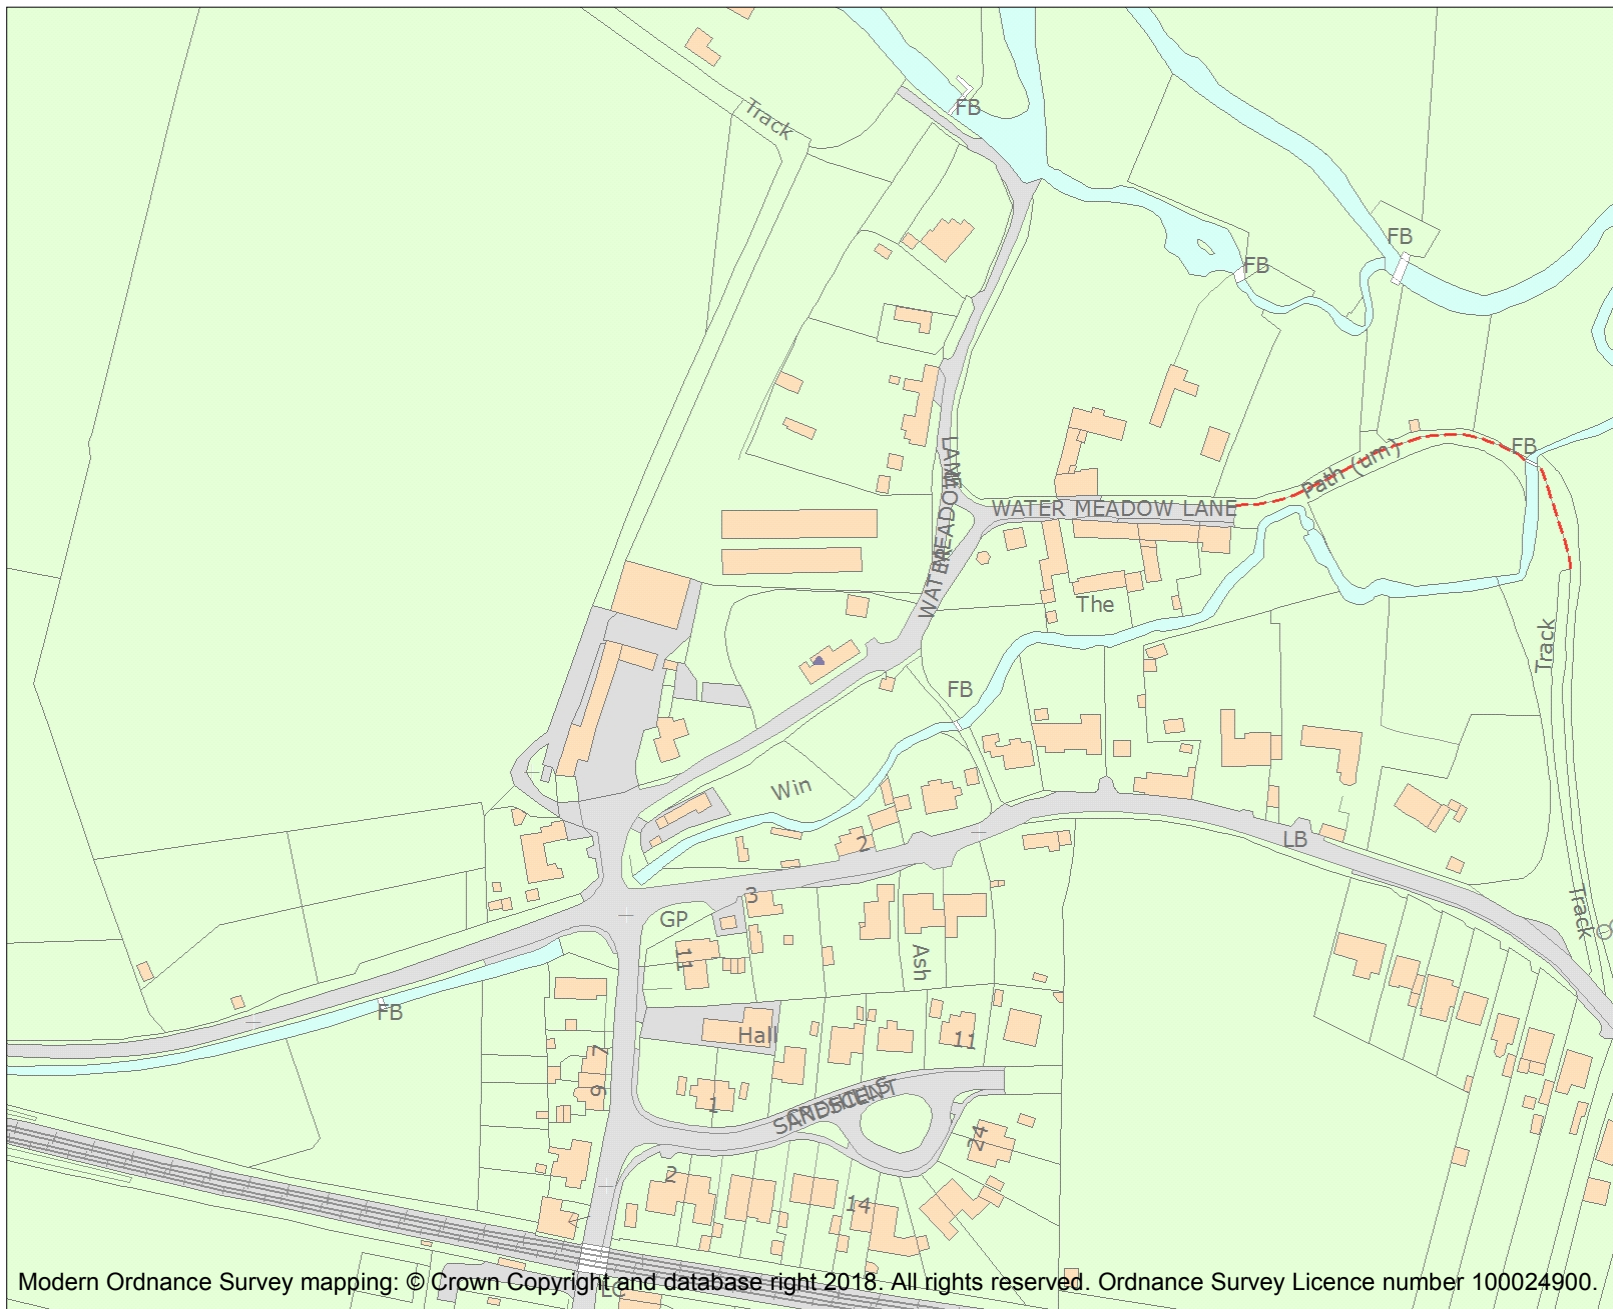 Track
FB
FB
FB
LANE
WATER MEADOW
FB
Path (um)
WATER MEADOW LANE
The
Track
FB
Win
2
LB
3
GP
11
Ash
Track
FB
Hall
11
7
9
1
CRESCENT
24
2
14
Modern Ordnance Survey mapping: © Crown Copyright and database right 2018. All rights reserved. Ordnance Survey Licence number 100024900.
LC